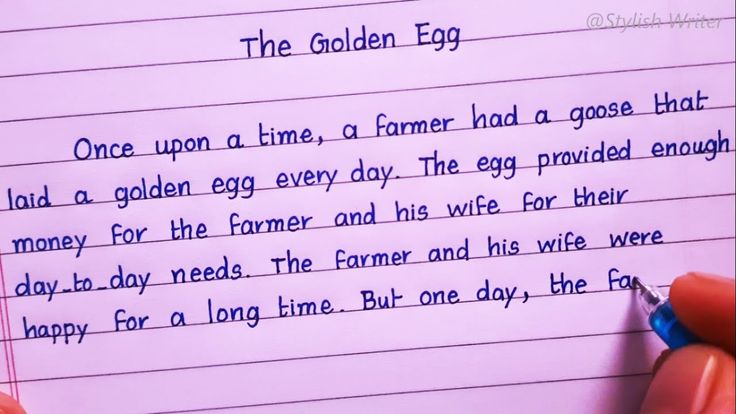 @Stylish Writer
The Golden Egg
Once upon a time, a farmer had a goose that
laid a golden egg every day. The egg provided enough
money for the farmer and his wife for their
day-to-day needs. The farmer and his wife were
happy for a long time. But one day, the fa